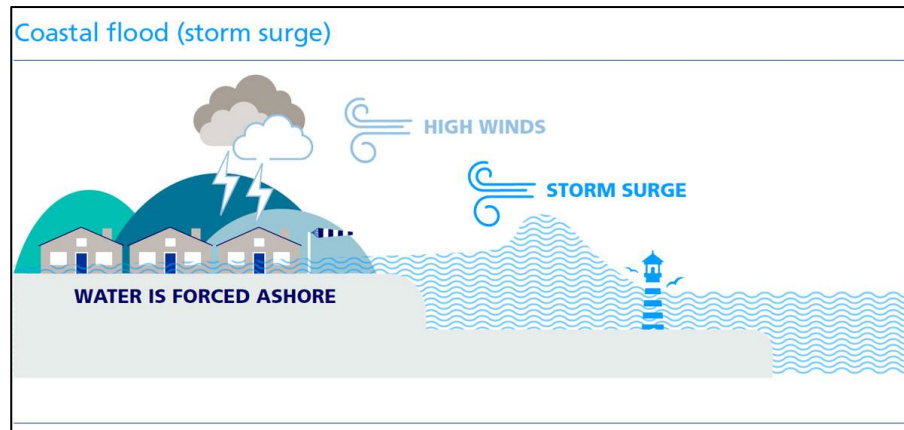 Coastal flood (storm surge)
HIGH WINDS
STORM SURGE
WATER IS FORCED ASHORE